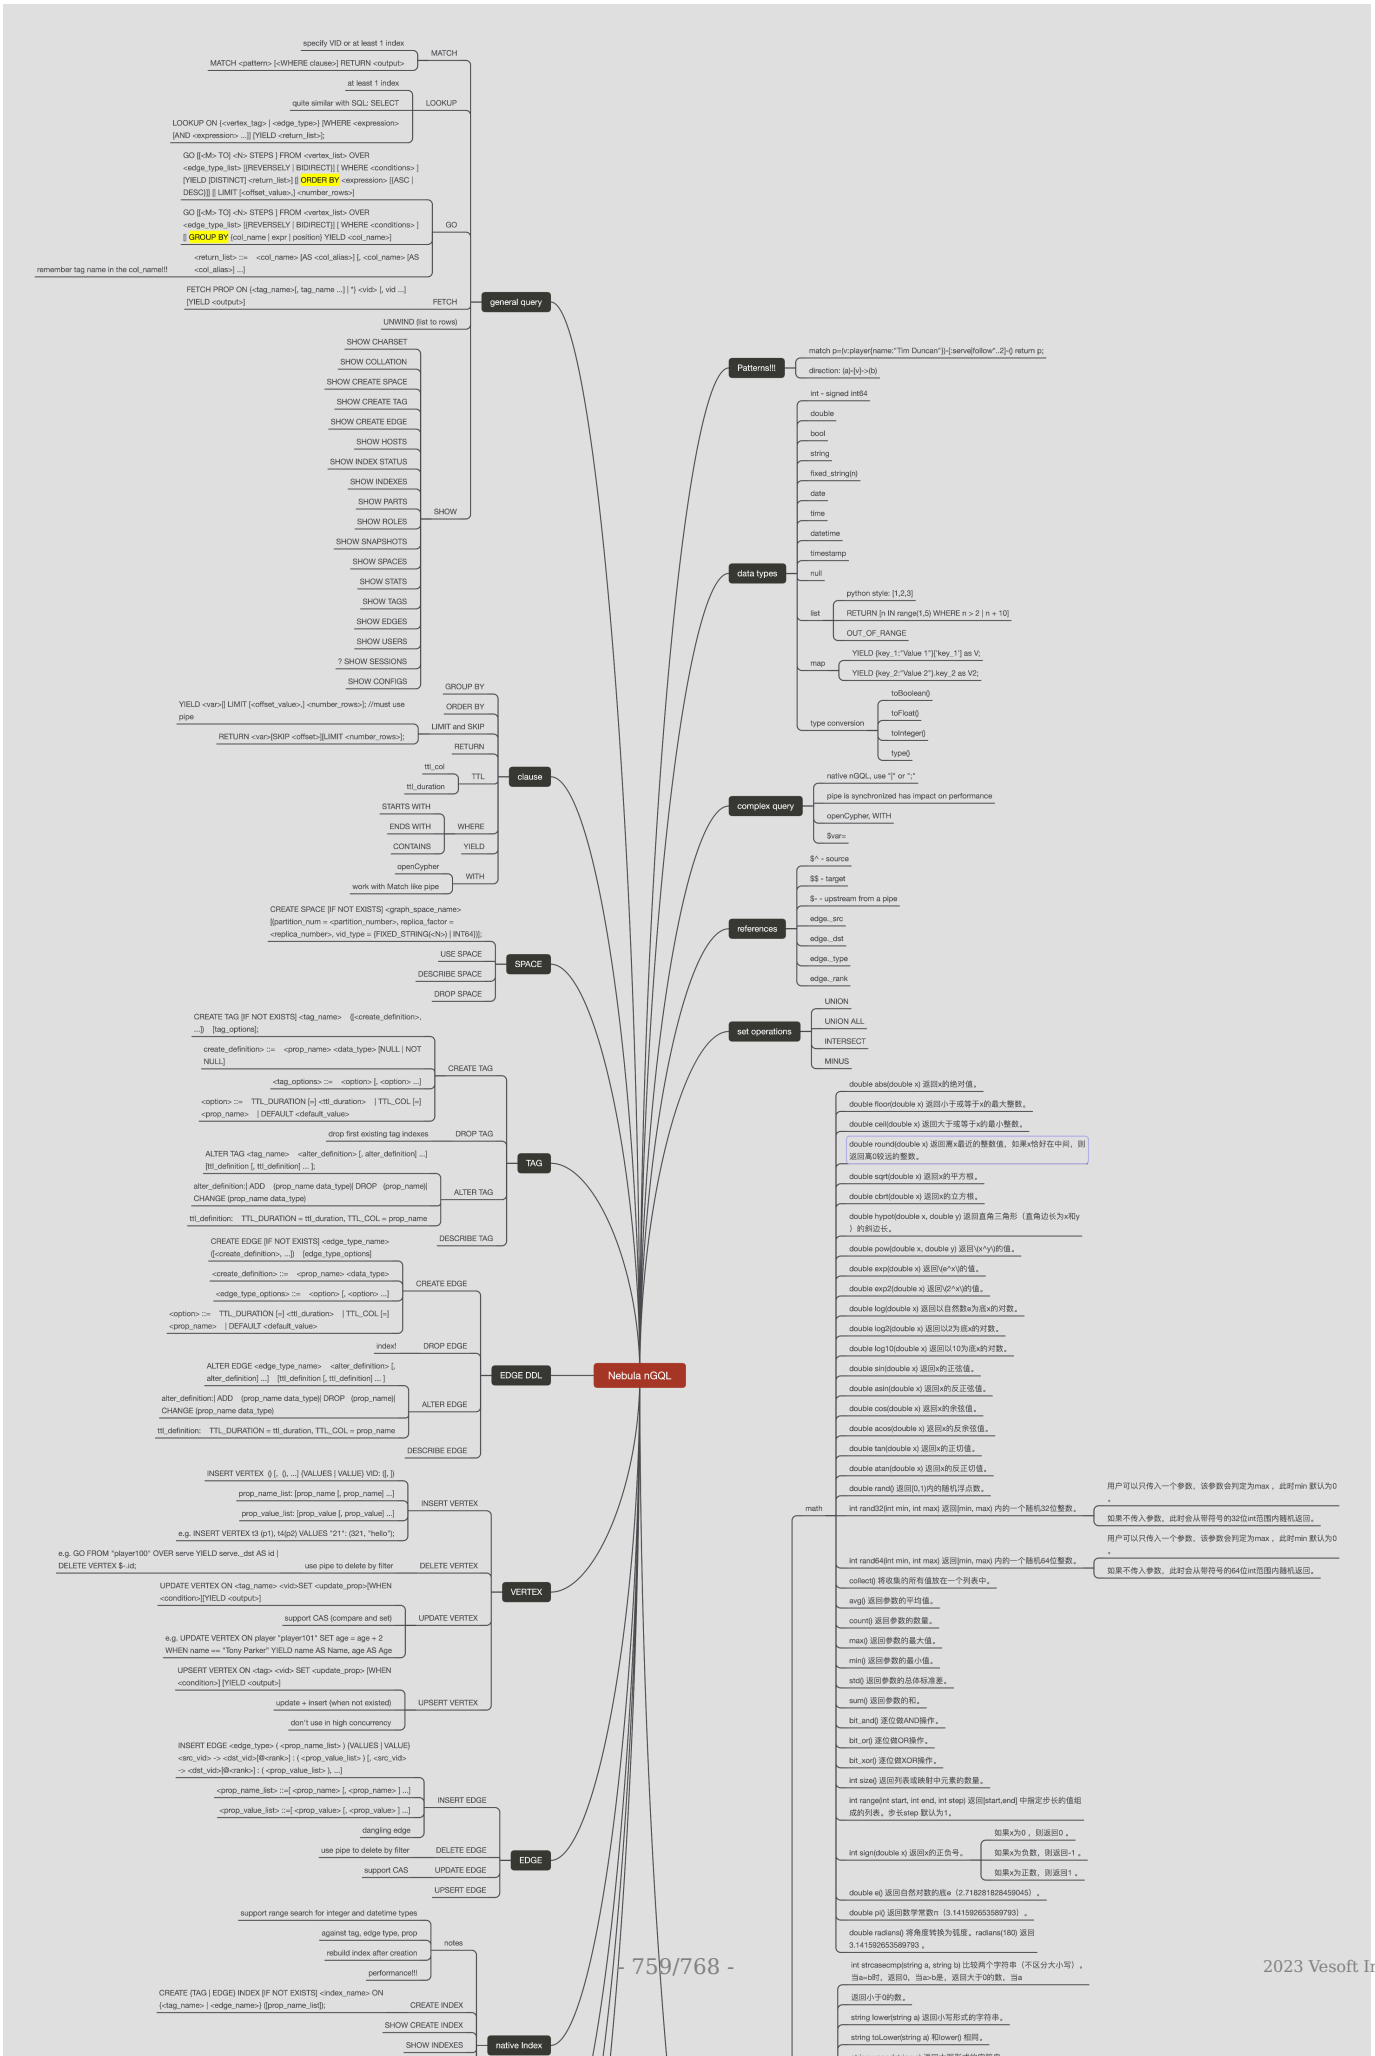 specify VID or at least 1 index
MATCH
MATCH <pattern> [<WHERE clause>] RETURN <output>
at least 1 index
quite similar with SQL: SELECT
LOOKUP
LOOKUP ON {<vertex_tag> | <edge_type>} [WHERE <expression>
[AND <expression> ...]] [YIELD <return_list>];
GO [[<M> TO] <N> STEPS ] FROM <vertex_list> OVER
<edge_type_list> [{REVERSELY | BIDIRECT}] [ WHERE <conditions> ]
[YIELD [DISTINCT] <return_list>] [| ORDER BY <expression> [{ASC |
DESC}]] [| LIMIT [<offset_value>,] <number_rows>]
GO [[<M> TO] <N> STEPS ] FROM <vertex_list> OVER
<edge_type_list> [{REVERSELY | BIDIRECT}] [ WHERE <conditions> ]
[| GROUP BY {col_name | expr | position} YIELD <col_name>]
GO
<return_list> ::= <col_name> [AS <col_alias>] [, <col_name> [AS
<col_alias>] ...]
remember tag name in the col_name!!!
FETCH PROP ON {<tag_name>[, tag_name ...] | *} <vid> [, vid ...]
[YIELD <output>]
FETCH
general query
UNWIND (list to rows)
SHOW CHARSET
SHOW COLLATION
SHOW CREATE SPACE
SHOW CREATE TAG
SHOW CREATE EDGE
SHOW HOSTS
SHOW INDEX STATUS
SHOW INDEXES
SHOW PARTS
SHOW
SHOW ROLES
SHOW SNAPSHOTS
SHOW SPACES
SHOW STATS
SHOW TAGS
SHOW EDGES
SHOW USERS
? SHOW SESSIONS
SHOW CONFIGS
GROUP BY
ORDER BY
YIELD <var>[| LIMIT [<offset_value>,] <number_rows>]; //must use
pipe
LIMIT and SKIP
RETURN <var>[SKIP <offset>][LIMIT <number_rows>];
RETURN
ttl_col
TTL
ttl_duration
clause
STARTS WITH
ENDS WITH
WHERE
CONTAINS
YIELD
openCypher
WITH
work with Match like pipe
CREATE SPACE [IF NOT EXISTS] <graph_space_name>
[(partition_num = <partition_number>, replica_factor =
<replica_number>, vid_type = {FIXED_STRING(<N>) | INT64})];
USE SPACE
SPACE
DESCRIBE SPACE
DROP SPACE
CREATE TAG [IF NOT EXISTS] <tag_name> ([<create_definition>,
...]) [tag_options];
create_definition> ::= <prop_name> <data_type> [NULL | NOT
NULL]
CREATE TAG
<tag_options> ::= <option> [, <option> ...]
<option> ::= TTL_DURATION [=] <ttl_duration> | TTL_COL [=]
<prop_name> | DEFAULT <default_value>
drop first existing tag indexes
DROP TAG
ALTER TAG <tag_name> <alter_definition> [, alter_definition] ...]
[ttl_definition [, ttl_definition] ... ];
TAG
alter_definition:| ADD (prop_name data_type)| DROP (prop_name)|
CHANGE (prop_name data_type)
ALTER TAG
ttl_definition: TTL_DURATION = ttl_duration, TTL_COL = prop_name
DESCRIBE TAG
CREATE EDGE [IF NOT EXISTS] <edge_type_name>
([<create_definition>, ...]) [edge_type_options]
<create_definition> ::= <prop_name> <data_type>
CREATE EDGE
<edge_type_options> ::= <option> [, <option> ...]
<option> ::= TTL_DURATION [=] <ttl_duration> | TTL_COL [=]
<prop_name> | DEFAULT <default_value>
index!
DROP EDGE
ALTER EDGE <edge_type_name> <alter_definition> [,
alter_definition] ...] [ttl_definition [, ttl_definition] ... ]
EDGE DDL
alter_definition:| ADD (prop_name data_type)| DROP (prop_name)|
CHANGE (prop_name data_type)
ALTER EDGE
ttl_definition: TTL_DURATION = ttl_duration, TTL_COL = prop_name
DESCRIBE EDGE
Nebula nGQL
INSERT VERTEX () [, (), ...] {VALUES | VALUE} VID: ([, ])
prop_name_list: [prop_name [, prop_name] ...]
INSERT VERTEX
prop_value_list: [prop_value [, prop_value] ...]
e.g. INSERT VERTEX t3 (p1), t4(p2) VALUES "21": (321, "hello");
e.g. GO FROM "player100" OVER serve YIELD serve._dst AS id |
DELETE VERTEX $-.id;
use pipe to delete by filter
DELETE VERTEX
VERTEX
UPDATE VERTEX ON <tag_name> <vid>SET <update_prop>[WHEN
<condition>][YIELD <output>]
support CAS (compare and set)
UPDATE VERTEX
e.g. UPDATE VERTEX ON player "player101" SET age = age + 2
WHEN name == "Tony Parker" YIELD name AS Name, age AS Age
UPSERT VERTEX ON <tag> <vid> SET <update_prop> [WHEN
<condition>] [YIELD <output>]
update + insert (when not existed)
UPSERT VERTEX
don't use in high concurrency
INSERT EDGE <edge_type> ( <prop_name_list> ) {VALUES | VALUE}
<src_vid> -> <dst_vid>[@<rank>] : ( <prop_value_list> ) [, <src_vid>
-> <dst_vid>[@<rank>] : ( <prop_value_list> ), ...]
<prop_name_list> ::=[ <prop_name> [, <prop_name> ] ...]
INSERT EDGE
<prop_value_list> ::=[ <prop_value> [, <prop_value> ] ...]
dangling edge
use pipe to delete by filter
DELETE EDGE
EDGE
support CAS
UPDATE EDGE
UPSERT EDGE
support range search for integer and datetime types
against tag, edge type, prop
notes
rebuild index after creation
performance!!!
CREATE {TAG | EDGE} INDEX [IF NOT EXISTS] <index_name> ON
{<tag_name> | <edge_name>} ([prop_name_list]);
CREATE INDEX
SHOW CREATE INDEX
native Index
SHOW INDEXES
match p=(v:player{name:"Tim Duncan"})-[:serve|follow*..2]-() return p;
Patterns!!!
direction: (a)-[v]->(b)
int - signed int64
double
bool
string
fixed_string(n)
date
time
datetime
timestamp
data types
null
python style: [1,2,3]
list
RETURN [n IN range(1,5) WHERE n > 2 | n + 10]
OUT_OF_RANGE
YIELD {key_1:"Value 1"}['key_1'] as V;
map
YIELD {key_2:"Value 2"}.key_2 as V2;
toBoolean()
toFloat()
type conversion
toInteger()
type()
native nGQL, use "|" or ";"
pipe is synchronized has impact on performance
complex query
openCypher, WITH
$var=
$^ - source
$$ - target
$- - upstream from a pipe
references
edge._src
edge._dst
edge._type
edge._rank
UNION
UNION ALL
set operations
INTERSECT
MINUS
double abs(double x) 返回x的绝对值。
double floor(double x) 返回小于或等于x的最大整数。
double ceil(double x) 返回大于或等于x的最小整数。
double round(double x) 返回离x最近的整数值，如果x恰好在中间，则
返回离0较远的整数。
double sqrt(double x) 返回x的平方根。
double cbrt(double x) 返回x的立方根。
double hypot(double x, double y) 返回直角三角形（直角边长为x和y
）的斜边长。
double pow(double x, double y) 返回\(x^y\)的值。
double exp(double x) 返回\(e^x\)的值。
double exp2(double x) 返回\(2^x\)的值。
double log(double x) 返回以自然数e为底x的对数。
double log2(double x) 返回以2为底x的对数。
double log10(double x) 返回以10为底x的对数。
double sin(double x) 返回x的正弦值。
double asin(double x) 返回x的反正弦值。
double cos(double x) 返回x的余弦值。
double acos(double x) 返回x的反余弦值。
double tan(double x) 返回x的正切值。
double atan(double x) 返回x的反正切值。
double rand() 返回[0,1)内的随机浮点数。
math
int rand32(int min, int max) 返回[min, max) 内的一个随机32位整数。
用户可以只传入一个参数，该参数会判定为max ，此时min 默认为0
。
如果不传入参数，此时会从带符号的32位int范围内随机返回。
int rand64(int min, int max) 返回[min, max) 内的一个随机64位整数。
用户可以只传入一个参数，该参数会判定为max ，此时min 默认为0
。
如果不传入参数，此时会从带符号的64位int范围内随机返回。
collect() 将收集的所有值放在一个列表中。
avg() 返回参数的平均值。
count() 返回参数的数量。
max() 返回参数的最大值。
min() 返回参数的最小值。
std() 返回参数的总体标准差。
sum() 返回参数的和。
bit_and() 逐位做AND操作。
bit_or() 逐位做OR操作。
bit_xor() 逐位做XOR操作。
int size() 返回列表或映射中元素的数量。
int range(int start, int end, int step) 返回[start,end] 中指定步长的值组
成的列表。步长step 默认为1。
int sign(double x) 返回x的正负号。
如果x为0 ，则返回0 。
如果x为负数，则返回-1 。
如果x为正数，则返回1 。
double e() 返回自然对数的底e（2.718281828459045）。
double pi() 返回数学常数π（3.141592653589793）。
double radians() 将角度转换为弧度。radians(180) 返回
3.141592653589793 。
int strcasecmp(string a, string b) 比较两个字符串（不区分大小写）。
当a=b时，返回0，当a>b是，返回大于0的数，当a
返回小于0的数。
string lower(string a) 返回小写形式的字符串。
string toLower(string a) 和lower() 相同。
- 759/768 -
2023 Vesoft In